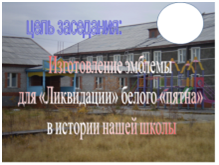 цель заседания:
Изготовление эмблемы
для «Ликвидации» белого «пятна»
в истории нашей школы